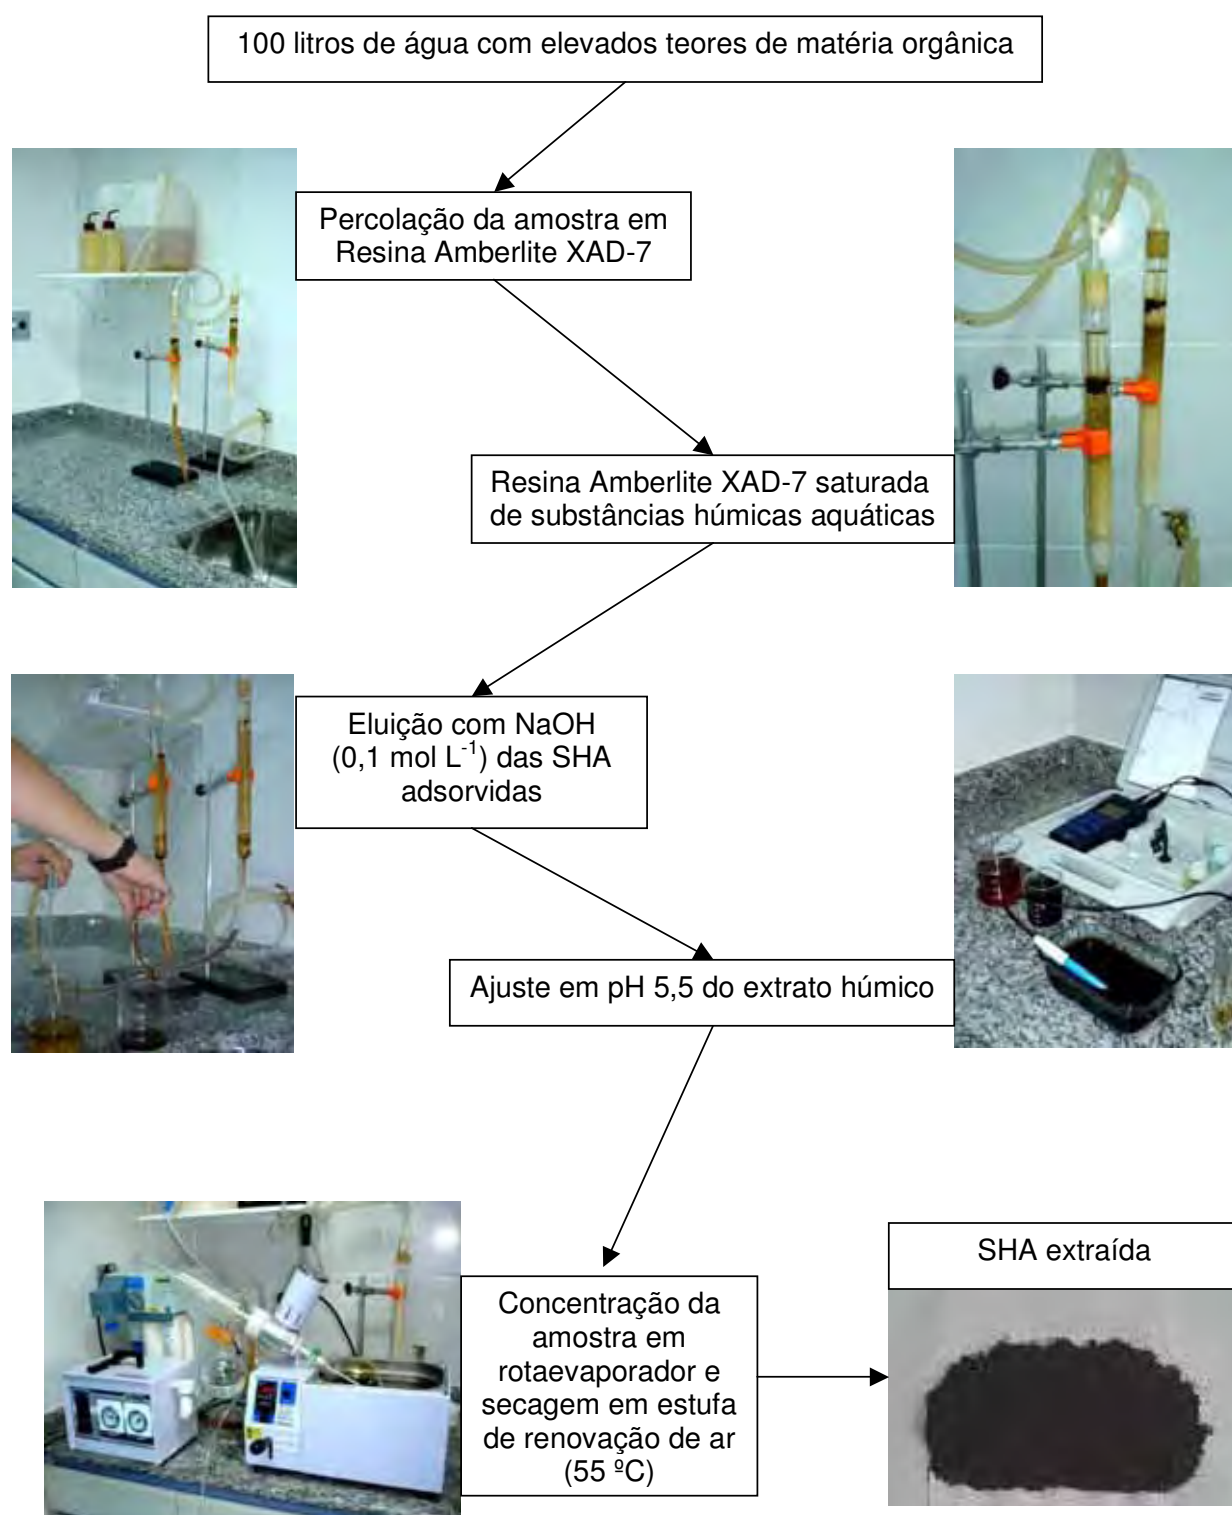 100 litros de água com elevados teores de matéria orgânica
Percolação da amostra em
Resina Amberlite XAD-7
Resina Amberlite XAD-7 saturada
de substâncias húmicas aquáticas
Eluição com NaOH
(0,1 mol L⁻¹) das SHA
adsorvidas
Ajuste em pH 5,5 do extrato húmico
Concentração da
amostra em
rotaevaporador e
secagem em estufa
de renovação de ar
(55 ºC)
SHA extraída